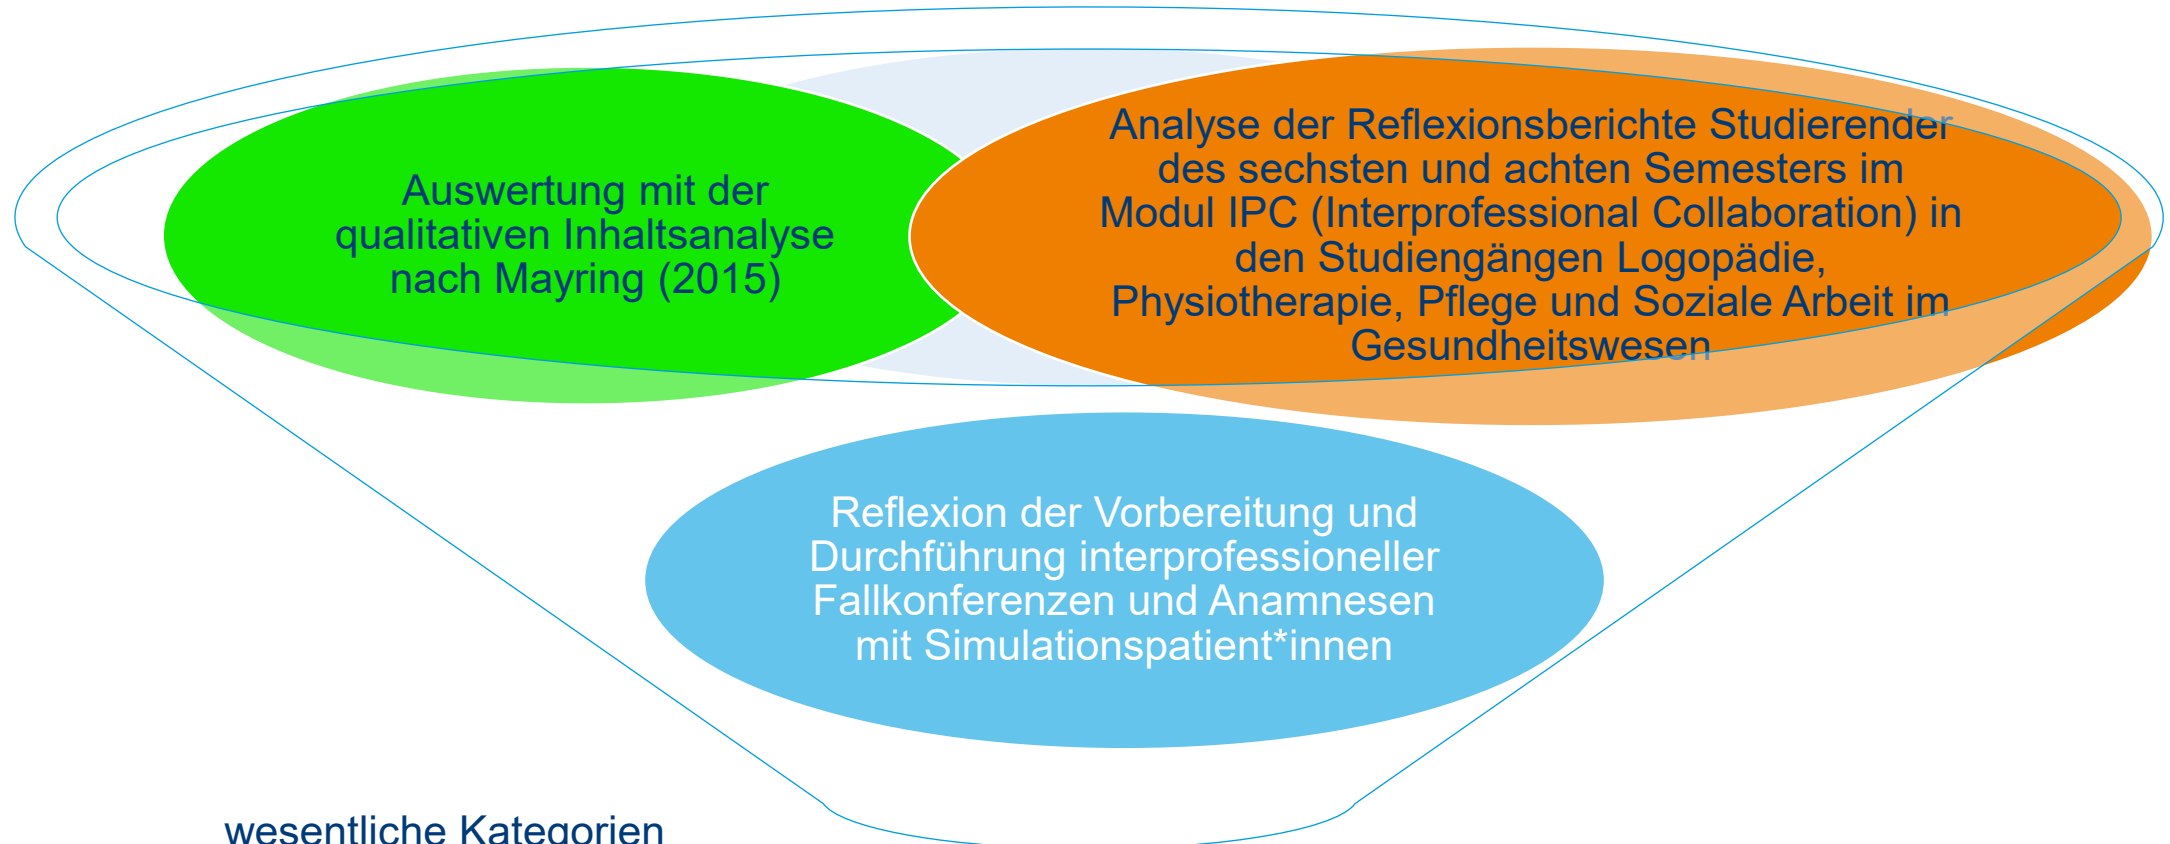 Auswertung mit der
qualitativen Inhaltsanalyse
nach Mayring (2015)
Analyse der Reflexionsberichte Studierender
des sechsten und achten Semesters im
Modul IPC (Interprofessional Collaboration) in
den Studiengängen Logopädie,
Physiotherapie, Pflege und Soziale Arbeit im
Gesundheitswesen
Reflexion der Vorbereitung und
Durchführung interprofessioneller
Fallkonferenzen und Anamnesen
mit Simulationspatient*innen
wesentliche Kategorien